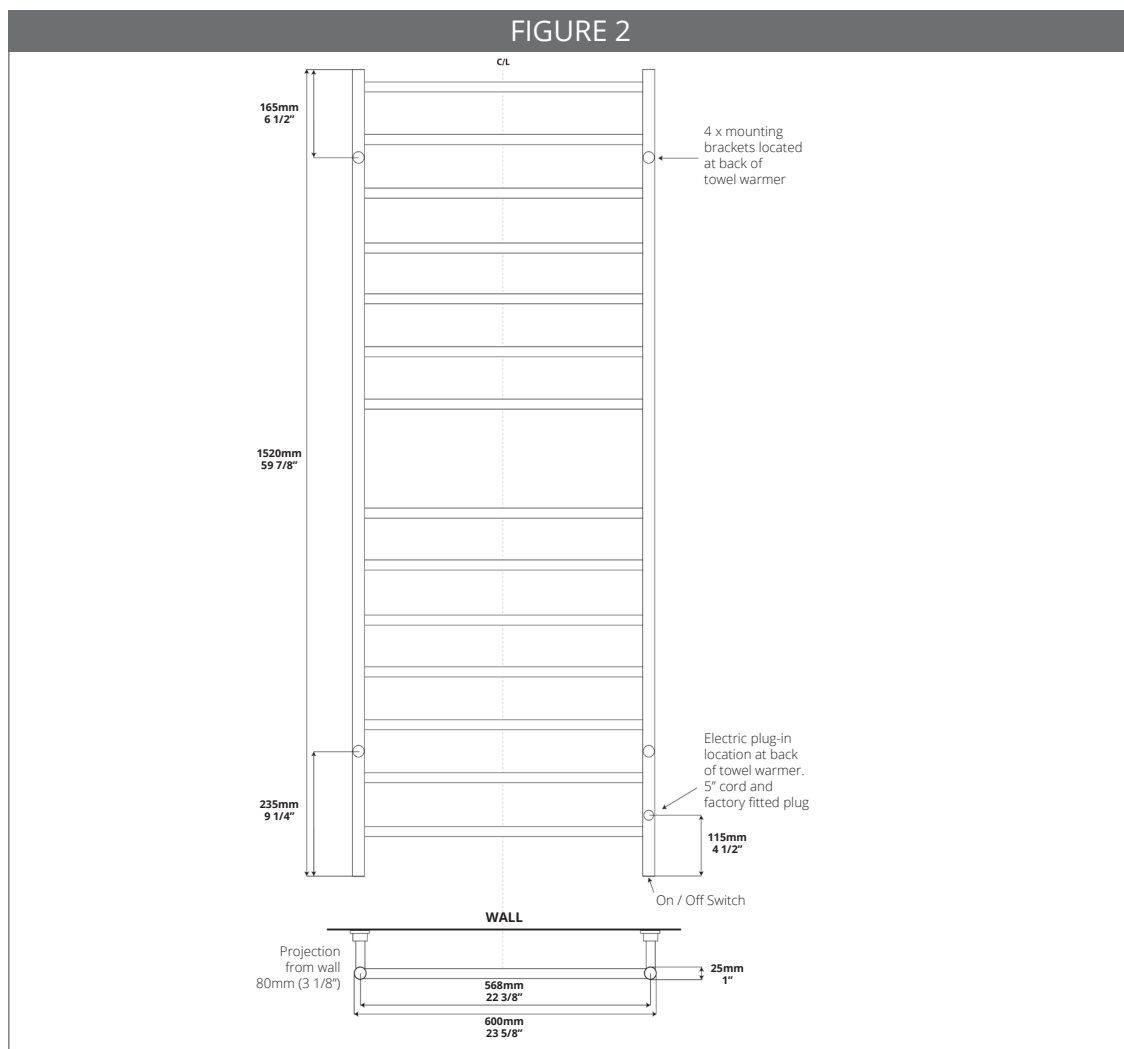 FIGURE 2
C/L
165mm
6 1/2”
4 x mounting
brackets located
at back of
towel warmer
1520mm
59 7/8”
Electric plug-in
location at back
of towel warmer.
5” cord and
factory fitted plug
235mm
9 1/4”
115mm
4 1/2”
On / Off Switch
WALL
Projection
from wall
80mm (3 1/8”)
25mm
1”
568mm
22 3/8”
600mm
23 5/8”